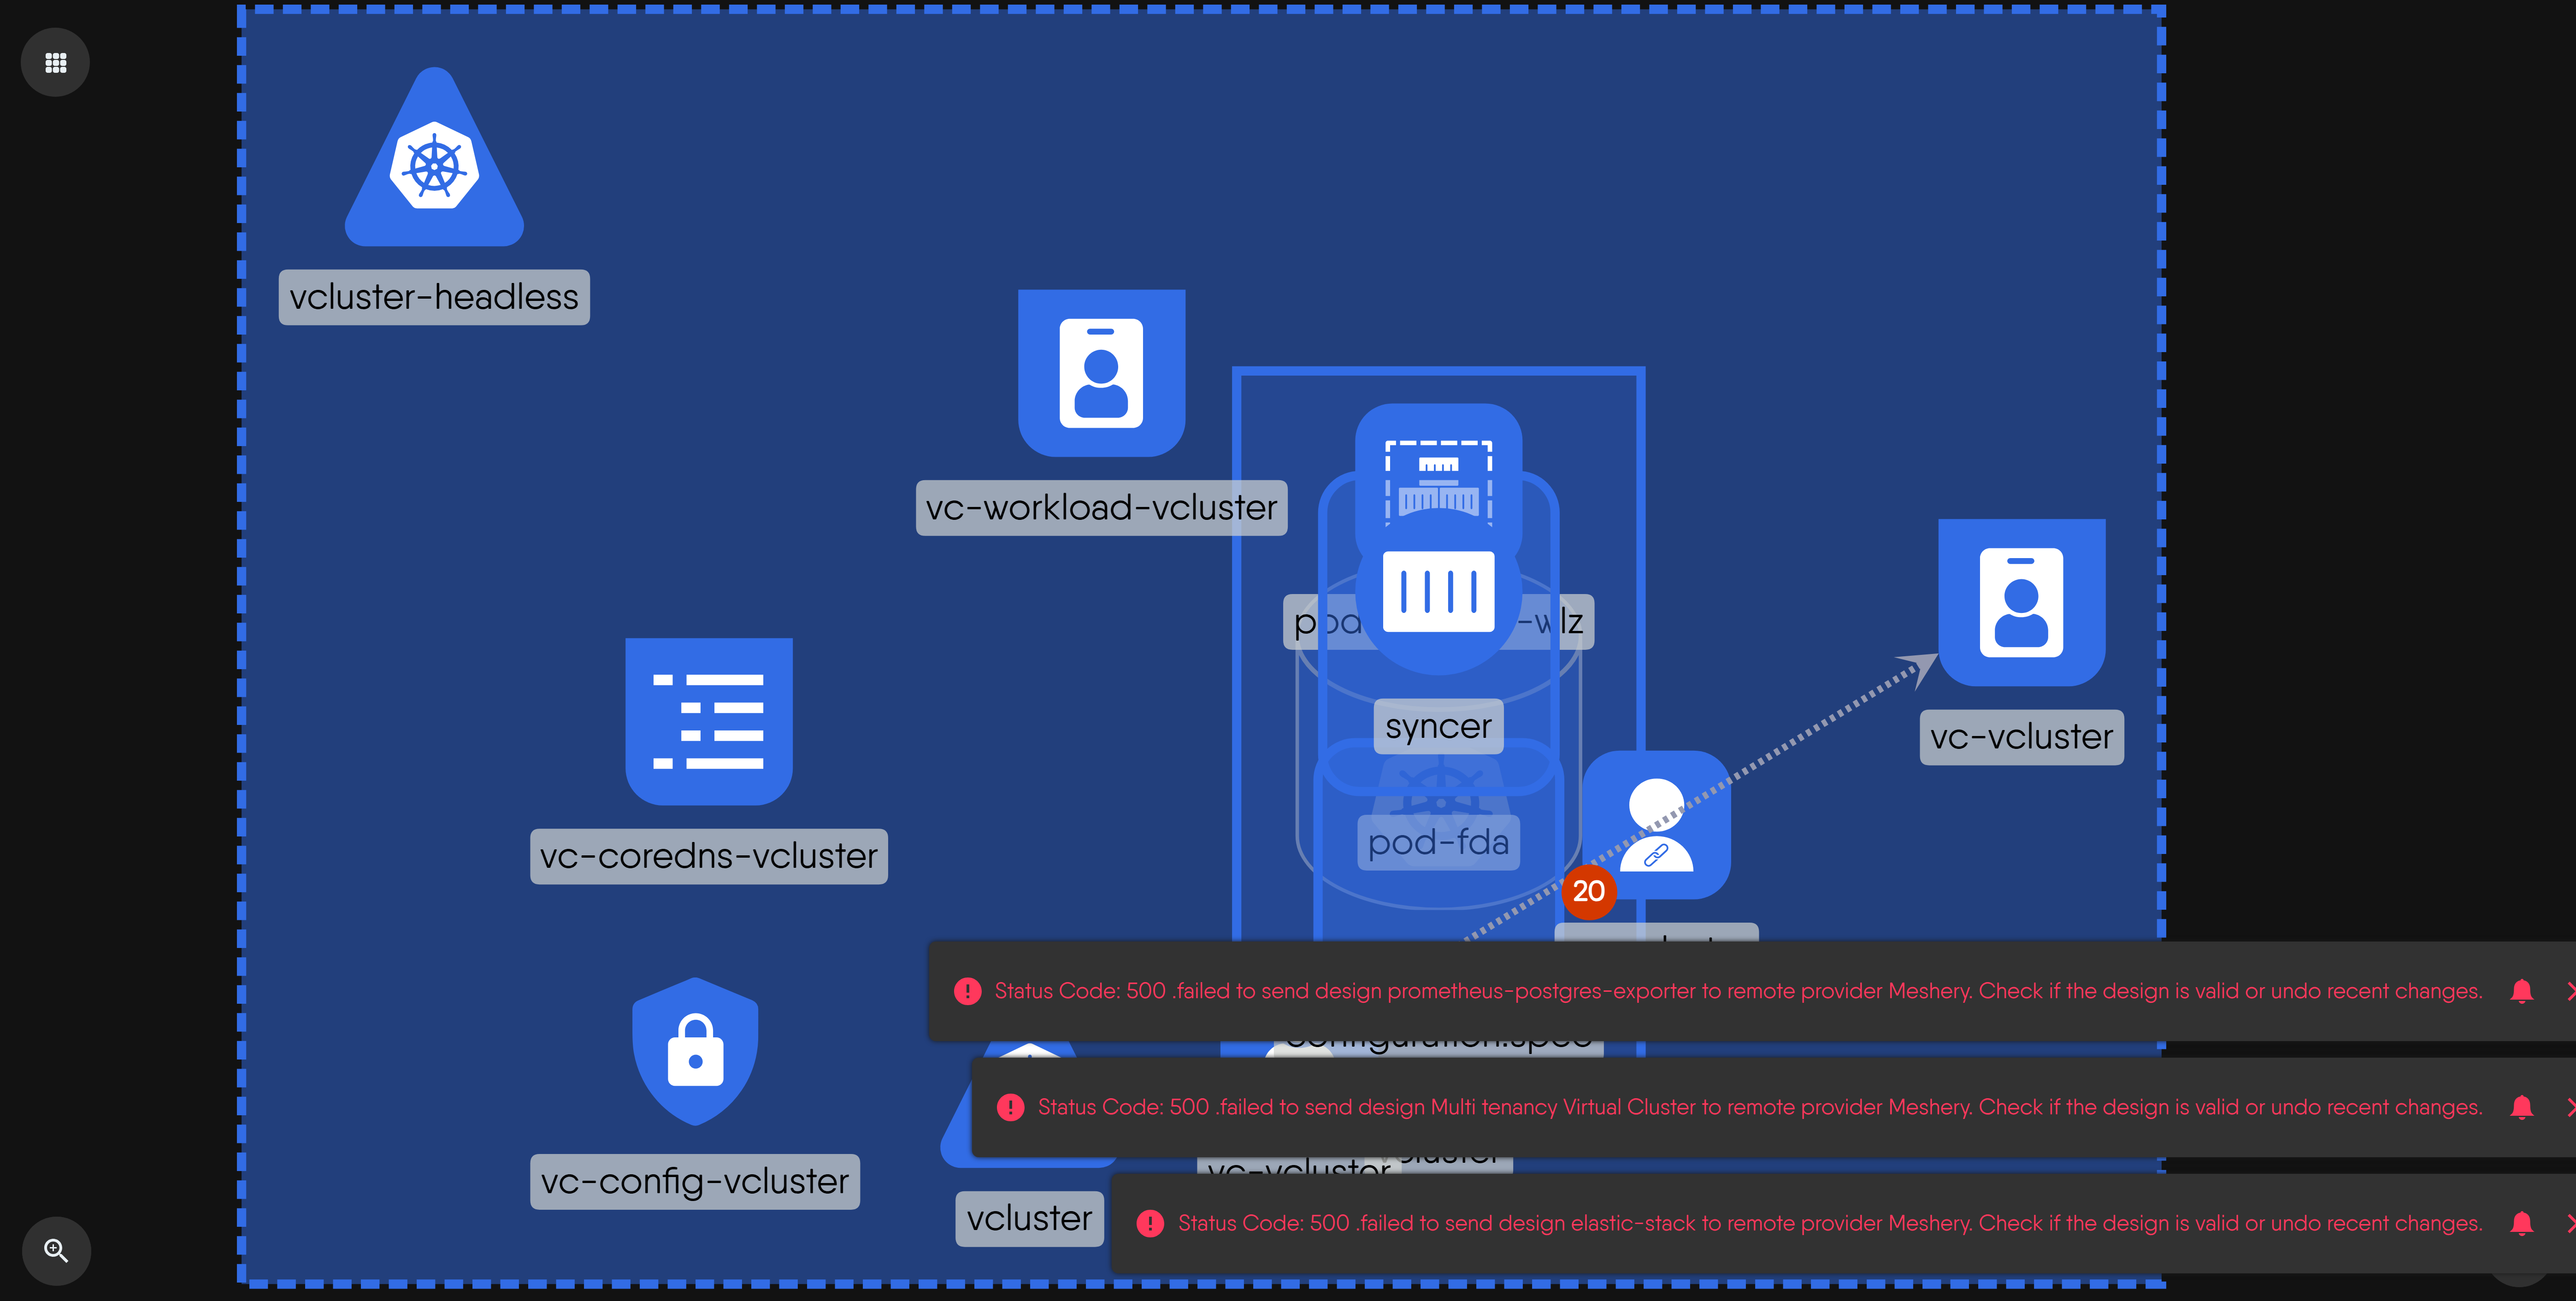 vcluster-headless
vc-workload-vcluster
-wlz
syncer
vc-vcluster
vc-coredns-vcluster
pod-fda
20
Status Code: 500 .failed to send design prometheus-postgres-exporter to remote provider Meshery. Check if the design is valid or undo recent changes.
configuration.spec
Status Code: 500 .failed to send design Multi tenancy Virtual Cluster to remote provider Meshery. Check if the design is valid or undo recent changes.
vc-vcluster
vc-config-vcluster
vcluster
Status Code: 500 .failed to send design elastic-stack to remote provider Meshery. Check if the design is valid or undo recent changes.